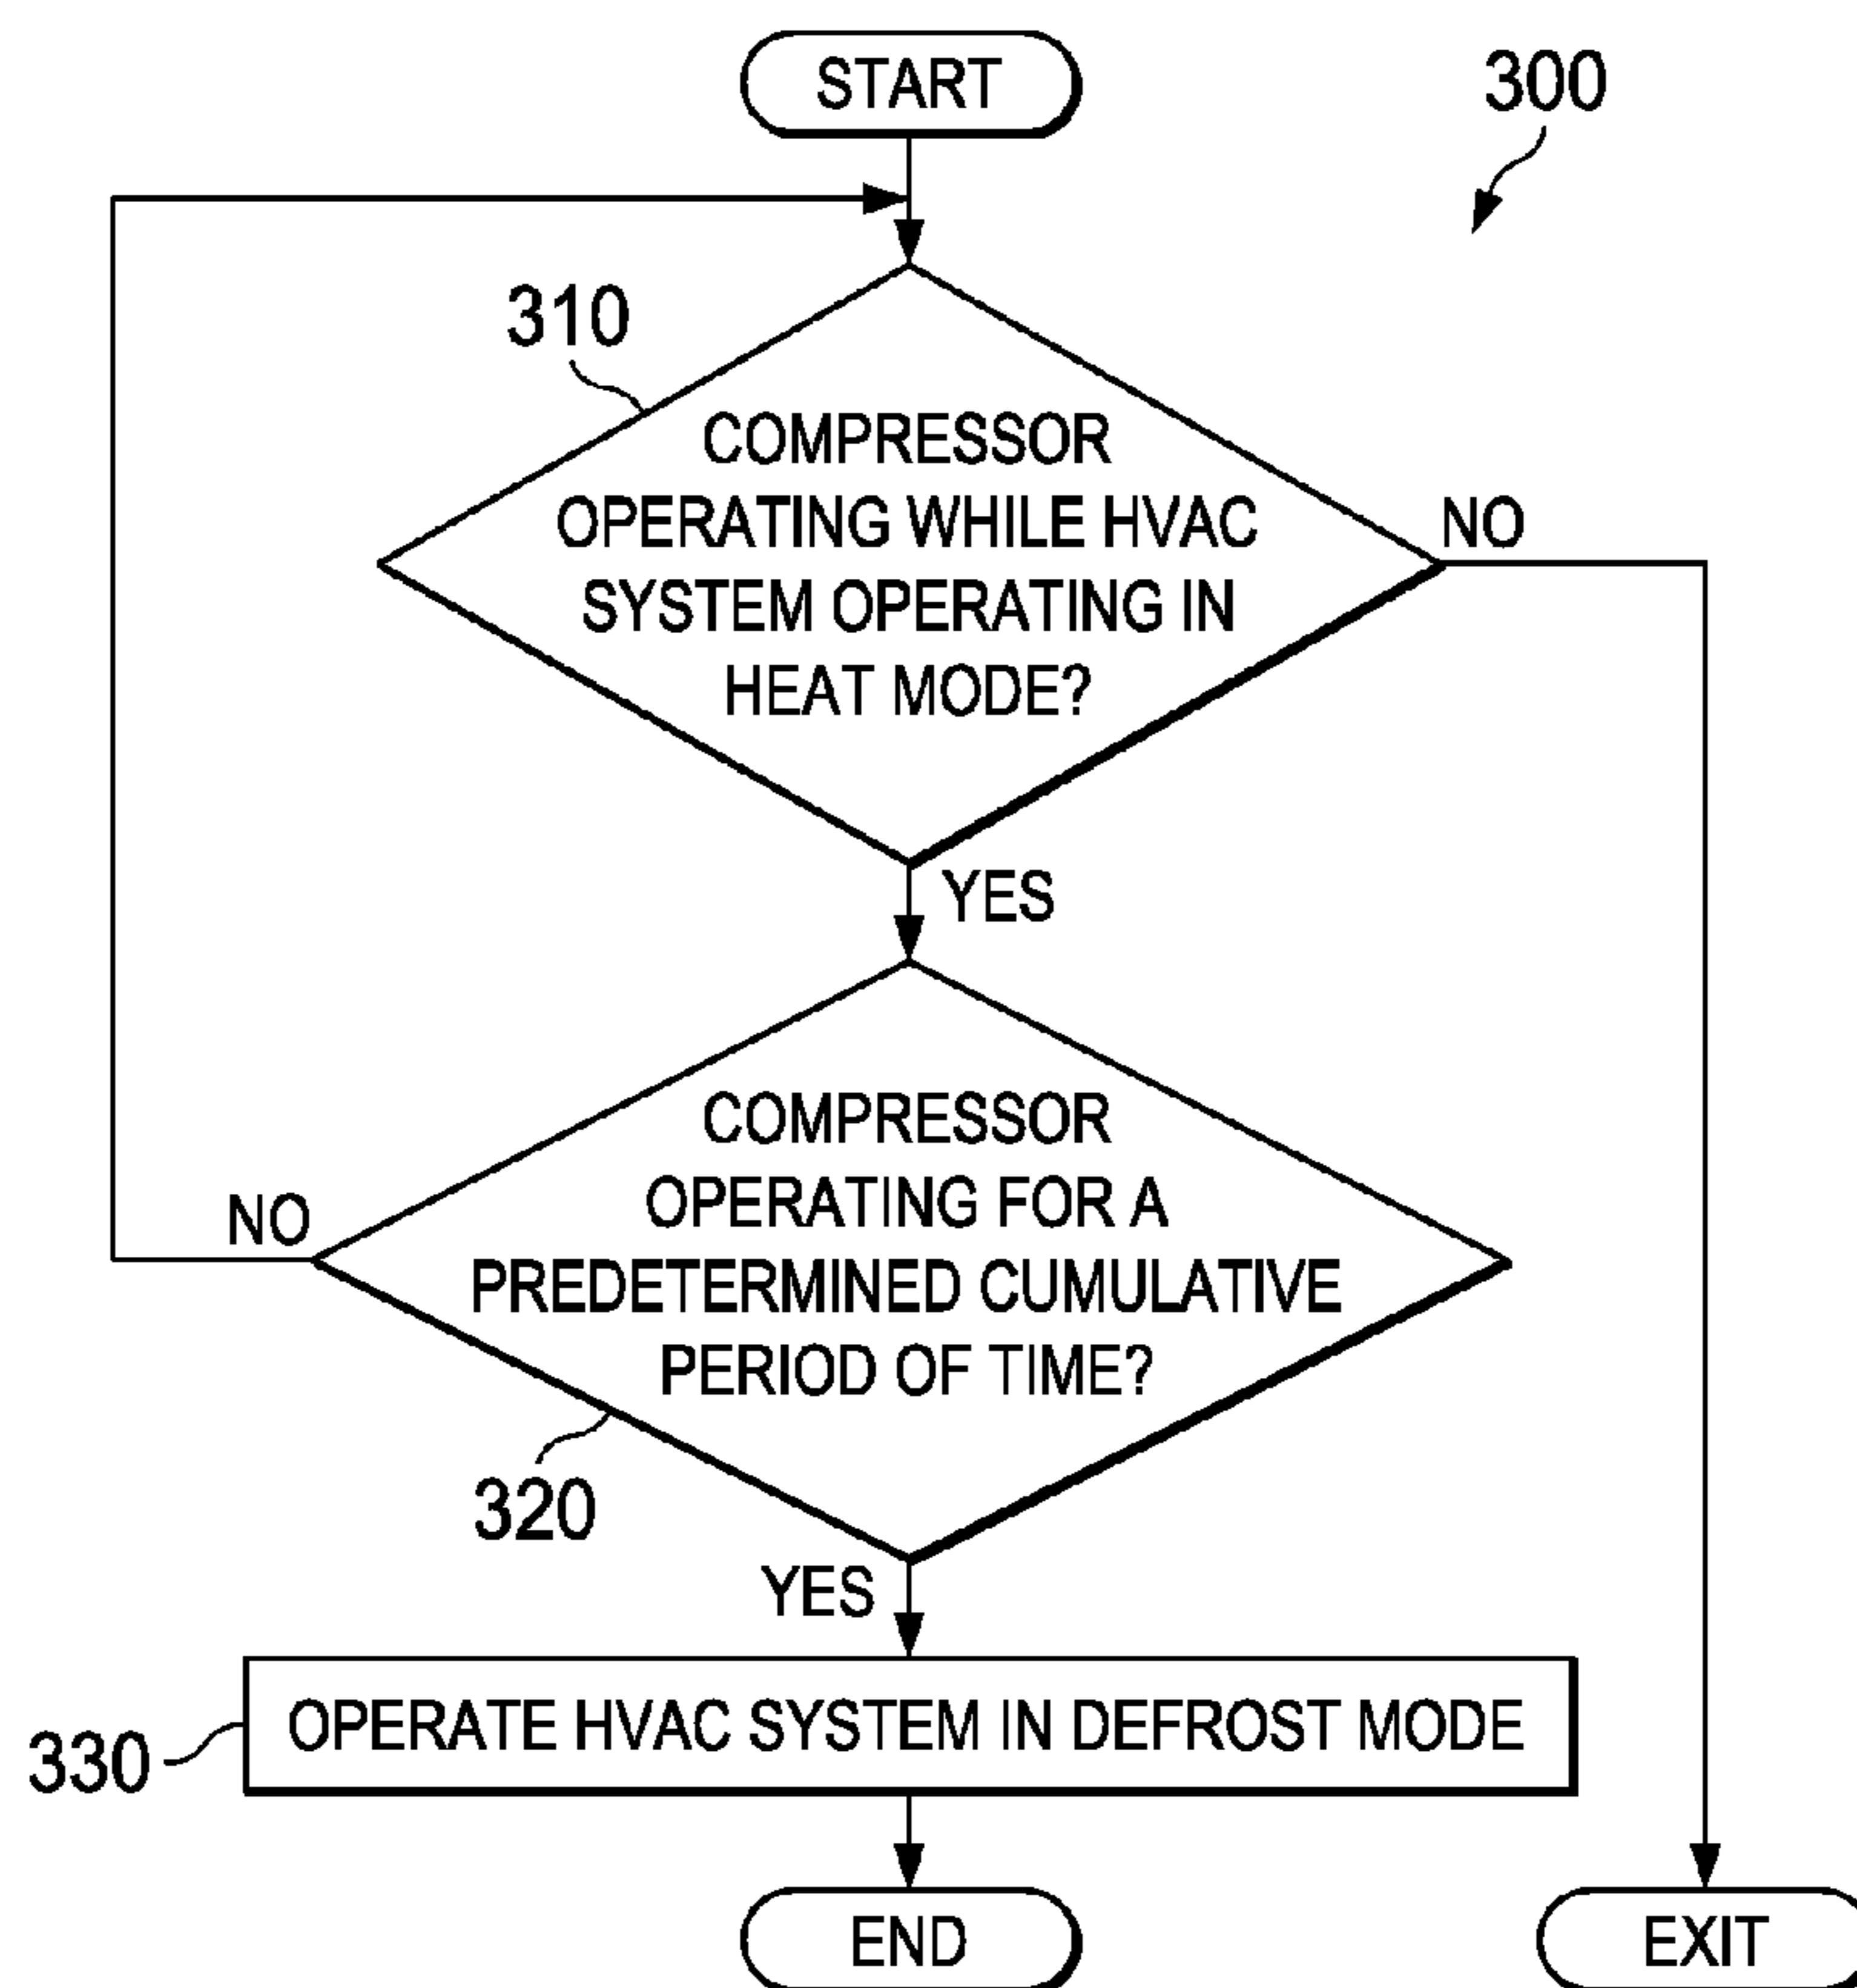 START
300
310
COMPRESSOR
OPERATING WHILE HVAC
SYSTEM OPERATING IN
HEAT MODE?
NO
YES
COMPRESSOR
OPERATING FOR A
PREDETERMINED CUMULATIVE
PERIOD OF TIME?
NO
320
YES
OPERATE HVAC SYSTEM IN DEFROST MODE
330
END
EXIT